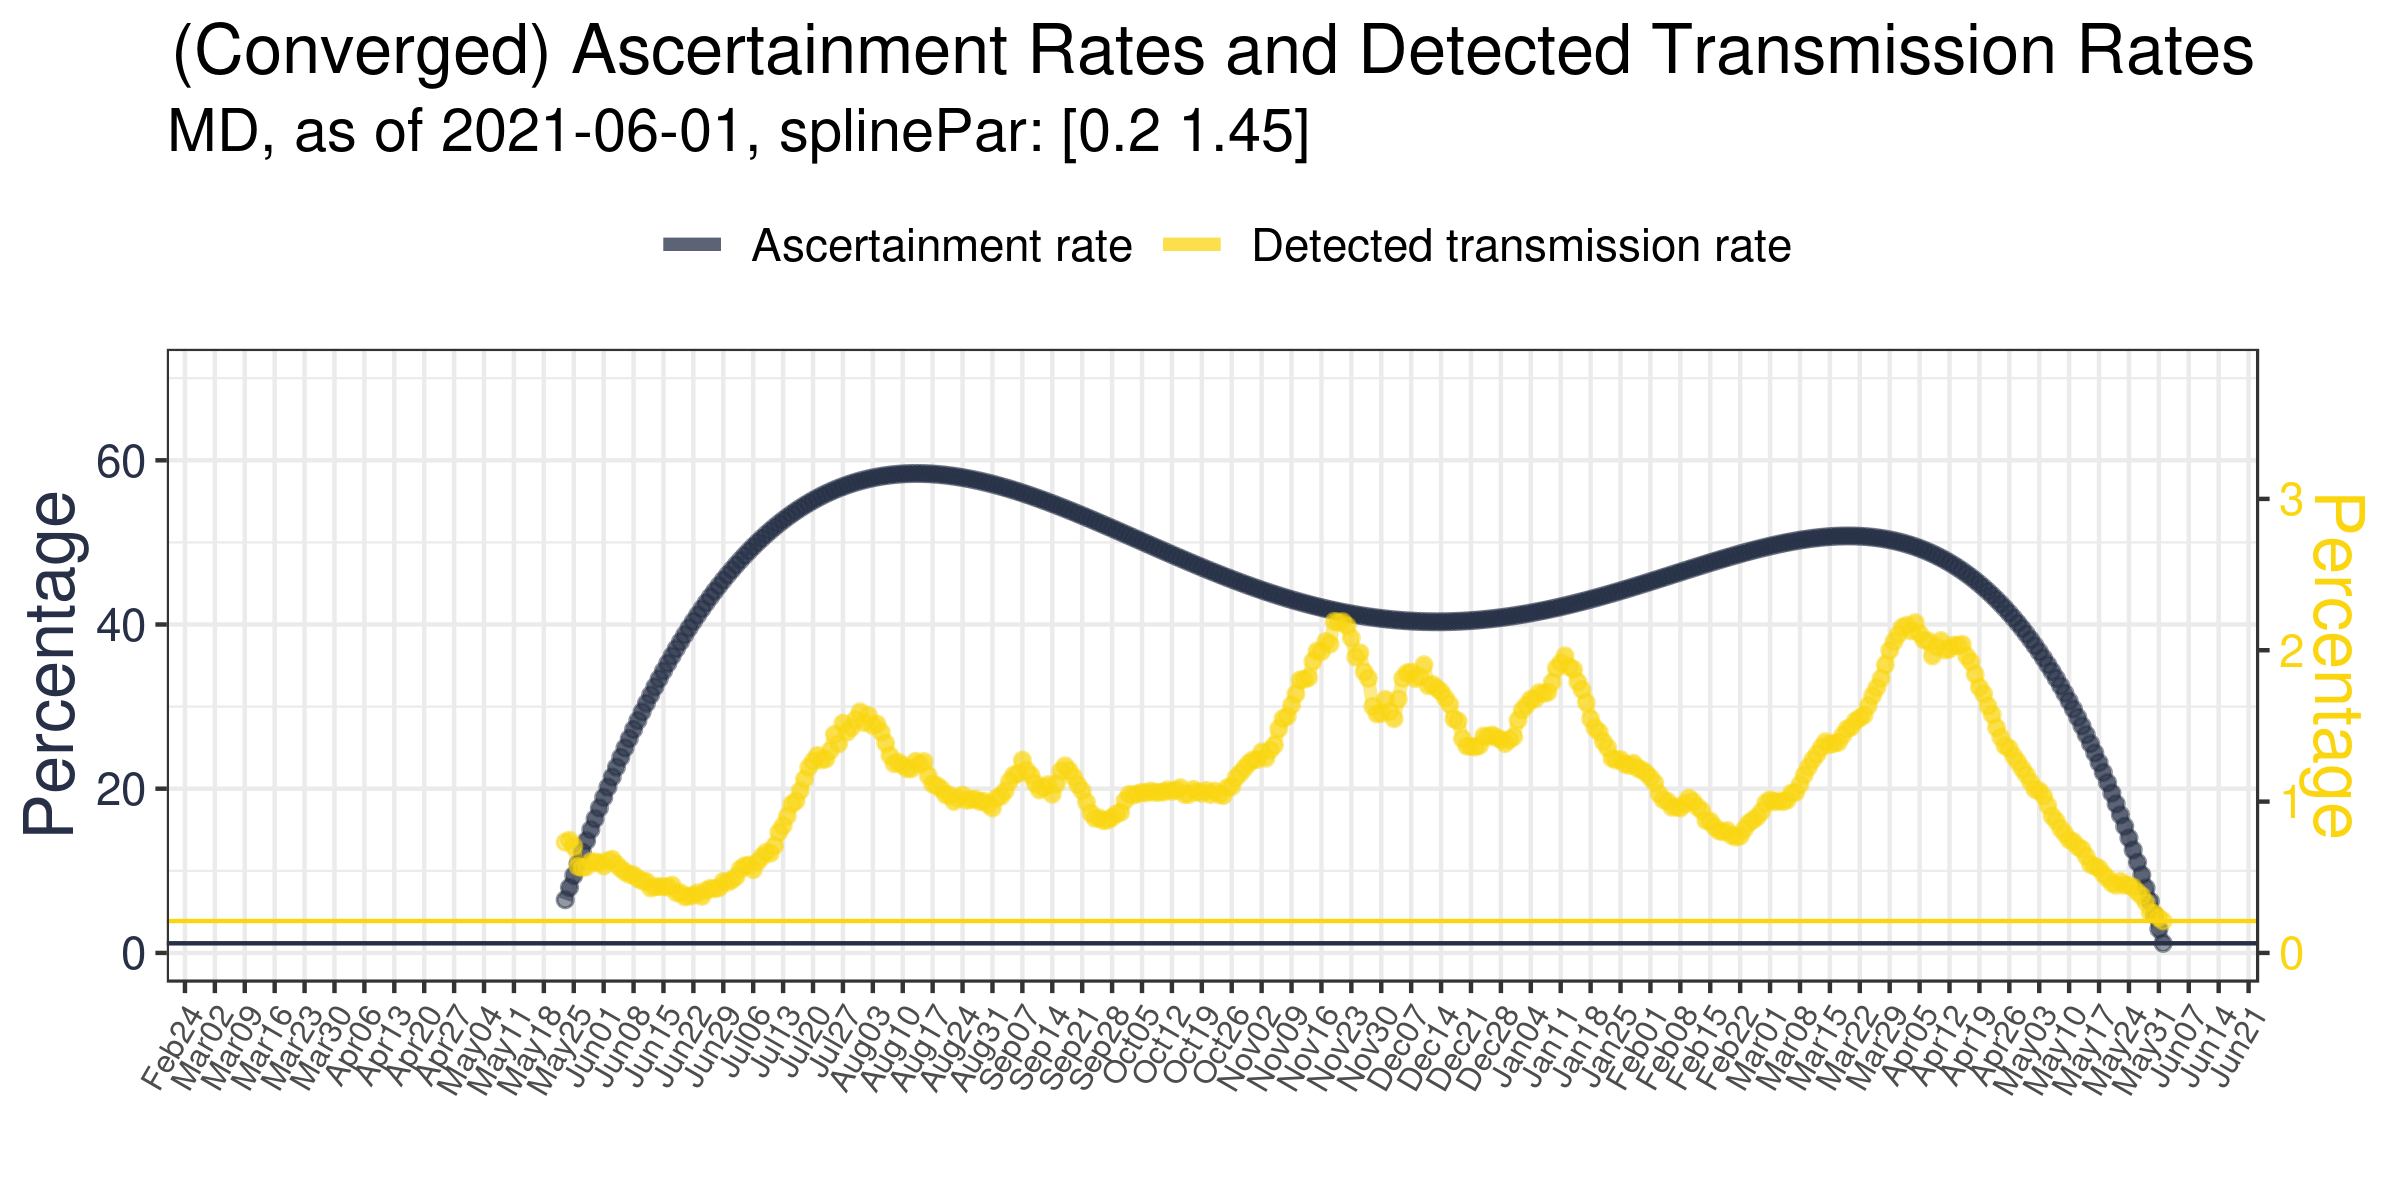 (Converged) Ascertainment Rates and Detected Transmission Rates
MD, as of 2021-06-01, splinePar: [0.2 1.45]
Ascertainment rate
Detected transmission rate
Percentage
60
40
20
0
3
2
1
0
Percentage
Feb24
Mar02
Mar09
Mar16
Mar23
Mar30
Apr06
Apr13
Apr20
Apr27
May04
May11
May18
May25
Jun01
Jun08
Jun15
Jun22
Jun29
Jul06
Jul13
Jul20
Jul27
Aug03
Aug10
Aug17
Aug24
Aug31
Sep07
Sep14
Sep21
Sep28
Oct05
Oct12
Oct19
Oct26
Nov02
Nov09
Nov16
Nov23
Nov30
Dec07
Dec14
Dec21
Dec28
Jan04
Jan11
Jan18
Jan25
Feb01
Feb08
Feb15
Feb22
Mar01
Mar08
Mar15
Mar22
Mar29
Apr05
Apr12
Apr19
Apr26
May03
May10
May17
May24
May31
Jun07
Jun14
Jun21